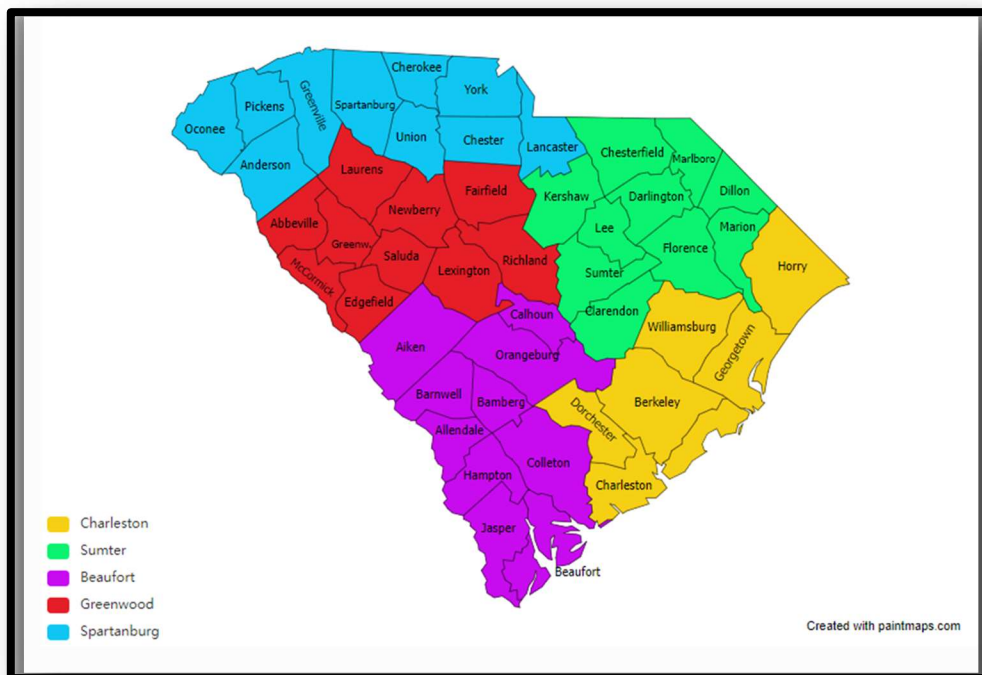 Cherokee
York
Greenville
Spartanburg
Pickens
Oconee
Union
Chester
Lancaster
Anderson
Chesterfield
Marlboro
Laurens
Fairfield
Kershaw
Darlington
Dillon
Abbeville
Newberry
Lee
Marion
Greenw.
Saluda
Richland
Florence
McCormick
Lexington
Sumter
Horry
Edgefield
Calhoun
Clarendon
Williamsburg
Georgetown
Aiken
Orangeburg
Barnwell
Bamberg
Dorchester
Berkeley
Allendale
Colleton
Hampton
Charleston
Jasper
Beaufort
Charleston
Sumter
Beaufort
Greenwood
Spartanburg
Created with paintmaps.com